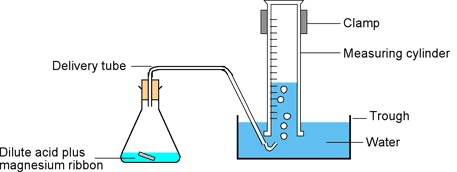 Clamp
Measuring cylinder
Delivery tube
Trough
Water
Dilute acid plus
magnesium ribbon